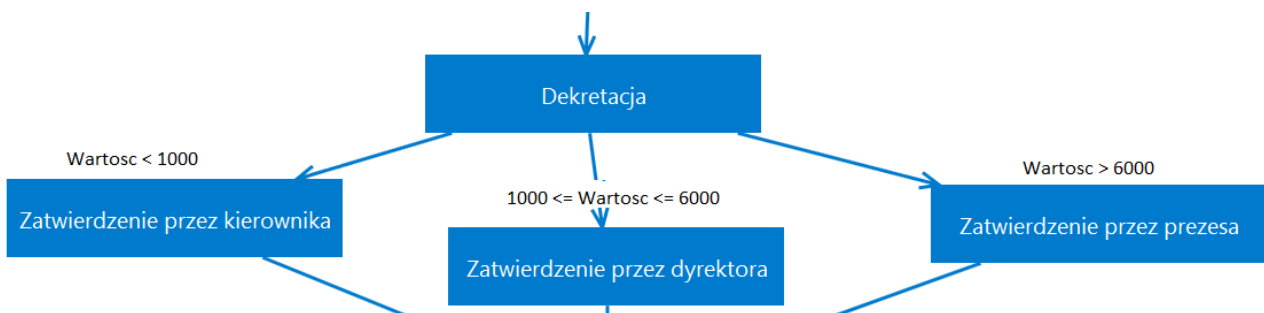 Dekretacja
Wartosc < 1000
Wartosc > 6000
1000 <= Wartosc <= 6000
Zatwierdzenie przez kierownika
Zatwierdzenie przez dyrektora
Zatwierdzenie przez prezesa